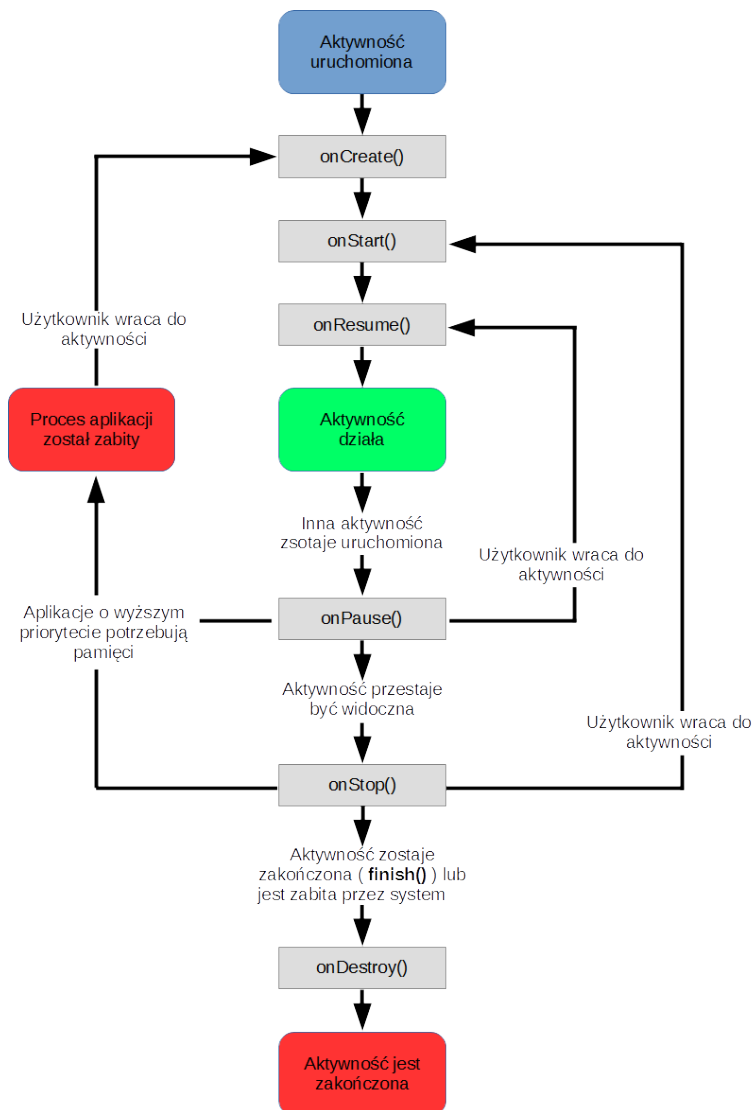 Aktywność
uruchomiona
onCreate()
onStart()
onResume()
Użytkownik wraca do
aktywności
Proces aplikacji
został zabity
Aktywność
działa
Inna aktywność
zsotaje uruchomiona
Użytkownik wraca do
aktywności
Aplikacje o wyższym
priorytecie potrzebują
pamięci
onPause()
Aktywność przestaje
być widoczna
Użytkownik wraca do
aktywności
onStop()
Aktywność zostaje
zakończona ( finish() ) lub
jest zabita przez system
onDestroy()
Aktywność jest
zakończona